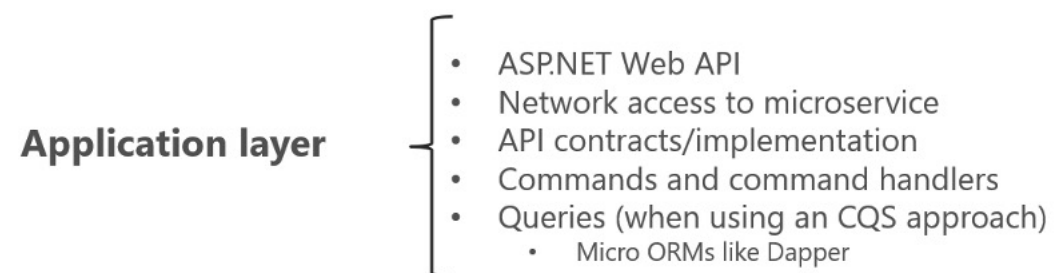 Application layer
• ASP.NET Web API
• Network access to microservice
• API contracts/implementation
• Commands and command handlers
• Queries (when using an CQS approach)
• Micro ORMs like Dapper